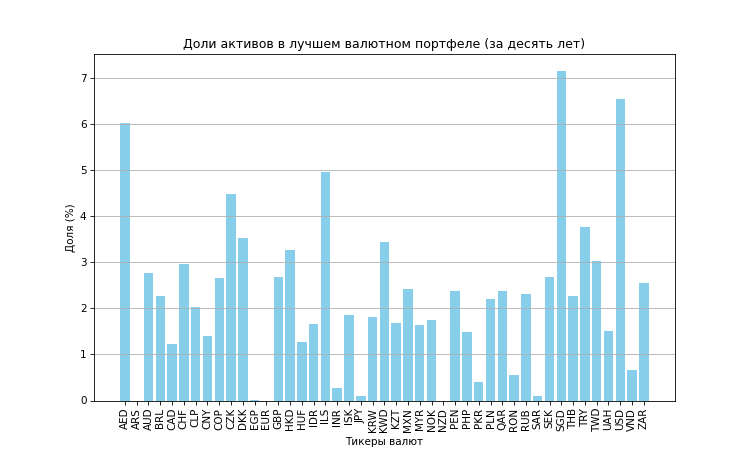 Доли активов в лучшем валютном портфеле (за десять лет)
Доля (%)
7
6
5
4
3
2
1
0
AED ARS AUD BRL CAD CHF CLP CNY COP CZK DKK EGP EUR GBP HKD HUF IDR ILS INR ISK JPY KRW KWD KZT MXN MYR NOK NZD PEN PHP PKR PLN QAR RON RUB SAR SEK SGD THB TRY TWD UAH USD VND ZAR
Тикеры валют